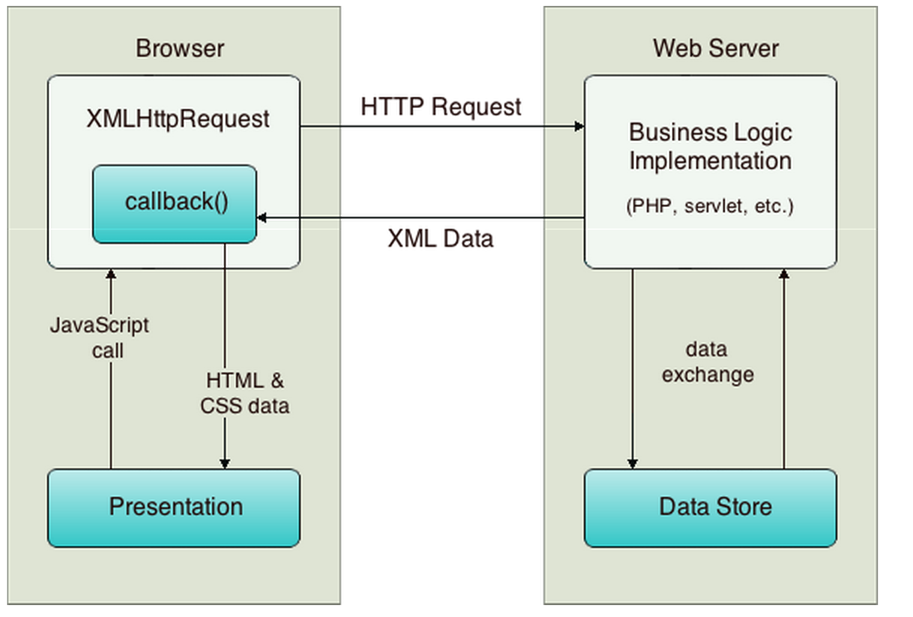 Browser
XMLHttpRequest
callback()
JavaScript
call
HTML &
CSS data
Presentation
HTTP Request
XML Data
Web Server
Business Logic
Implementation
(PHP, servlet, etc.)
data
exchange
Data Store